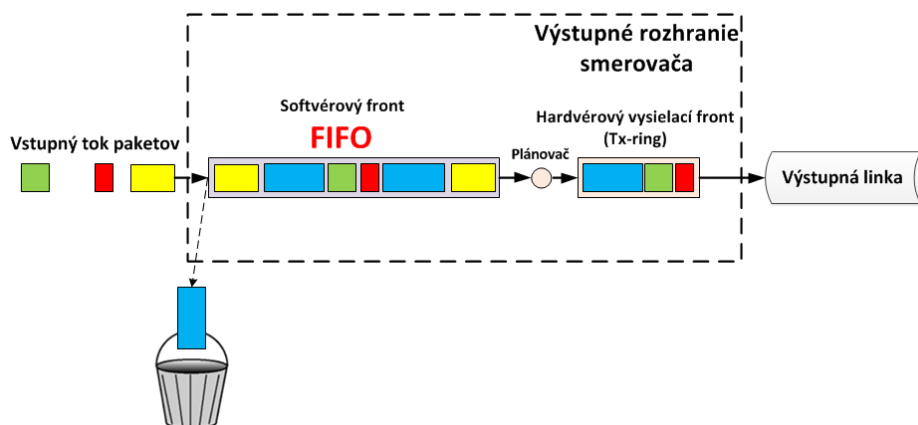 Výstupné rozhranie
smerovača
Softvérový front
FIFO
Hardvérový vysielací front
(Tx-ring)
Vstupný tok paketov
Plánovač
Výstupná linka